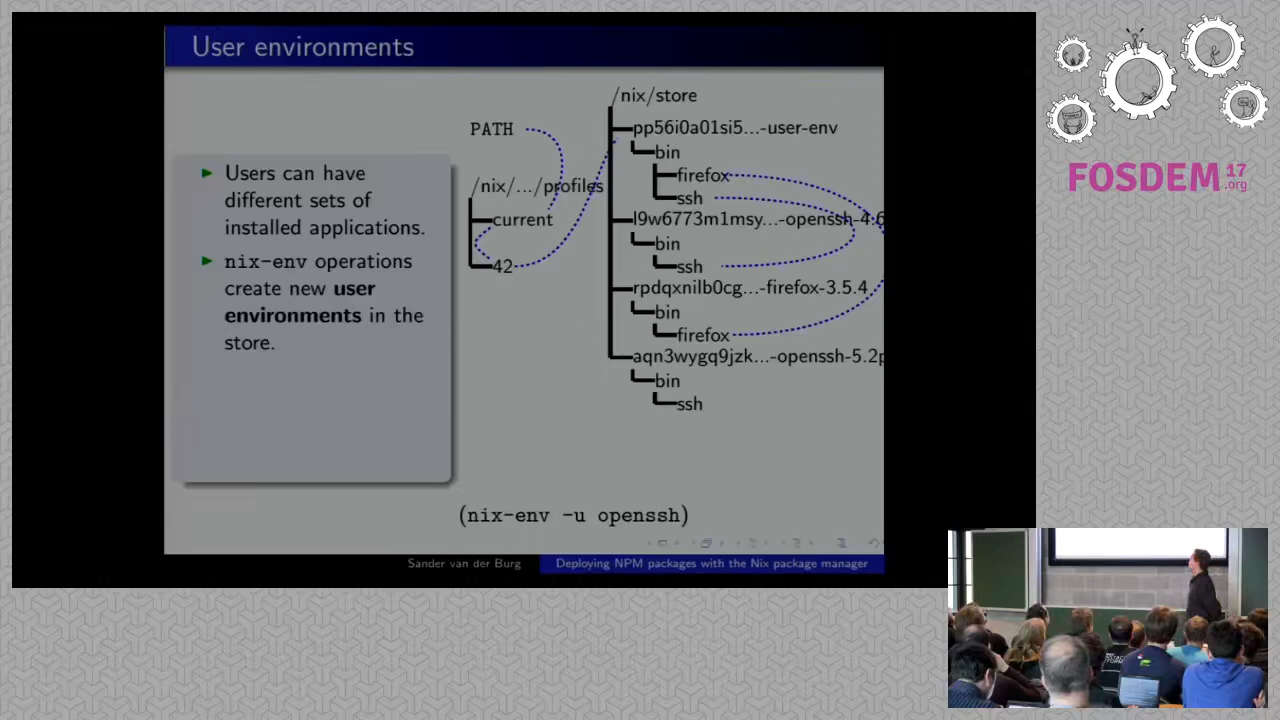 User environments
Users can have
different sets of
installed applications.
nix-env operations
create new user
environments in the
store.
PATH
/nix/.../profiles
current
42
/nix/store
pp56i0a01si5...-user-env
bin
firefox
ssh
l9w6773m1msy...-openssh-4.6
bin
ssh
rpdqxnilb0cg...-firefox-3.5.4
bin
firefox
aqn3wygq9jzk...-openssh-5.2p
bin
ssh
(nix-env -u openssh)
Sander van der Burg
Deploying NPM packages with the Nix package manager
FOSDEM 17
.org